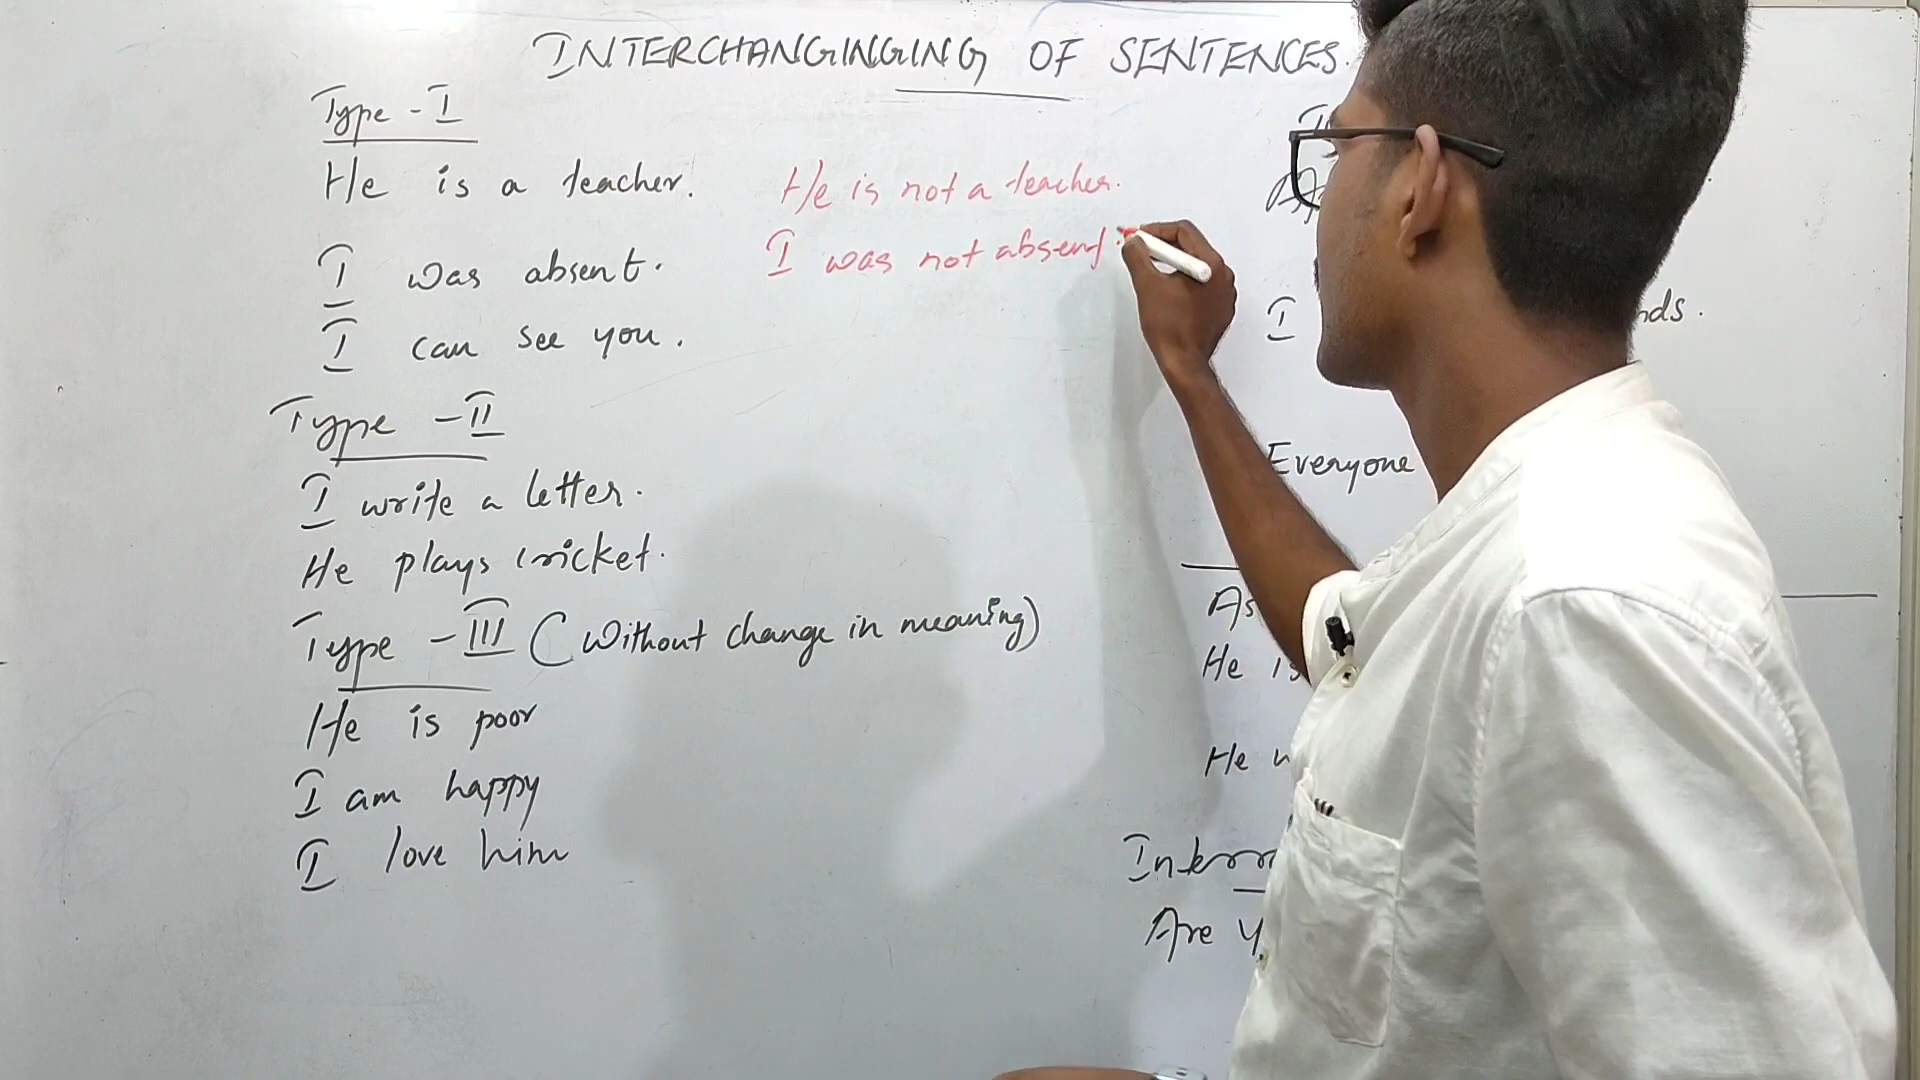 INTERCHANGINGING OF SENTENCES.
Type - I
He is a teacher. He is not a teacher.
I was absent. I was not absent.
I can see you.
Type - II
I write a letter.
He plays cricket.
Type - III (Without change in meaning)
He is poor
I am happy
I love him
I
Everyone
As
He is
He
Are